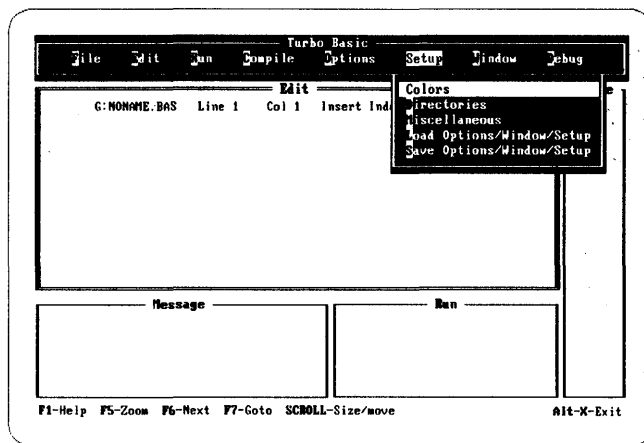 Turbo Basic
File Edit Run Compile Options Setup Window Debug
Edit
G:NONAME.BAS Line 1 Col 1 Insert
Colors
Directories
Miscellaneous
Load Options/Window/Setup
Save Options/Window/Setup
Message Run
F1-Help F5-Zoom F6-Next F7-Goto SCROLL-Size/move Alt-X-Exit